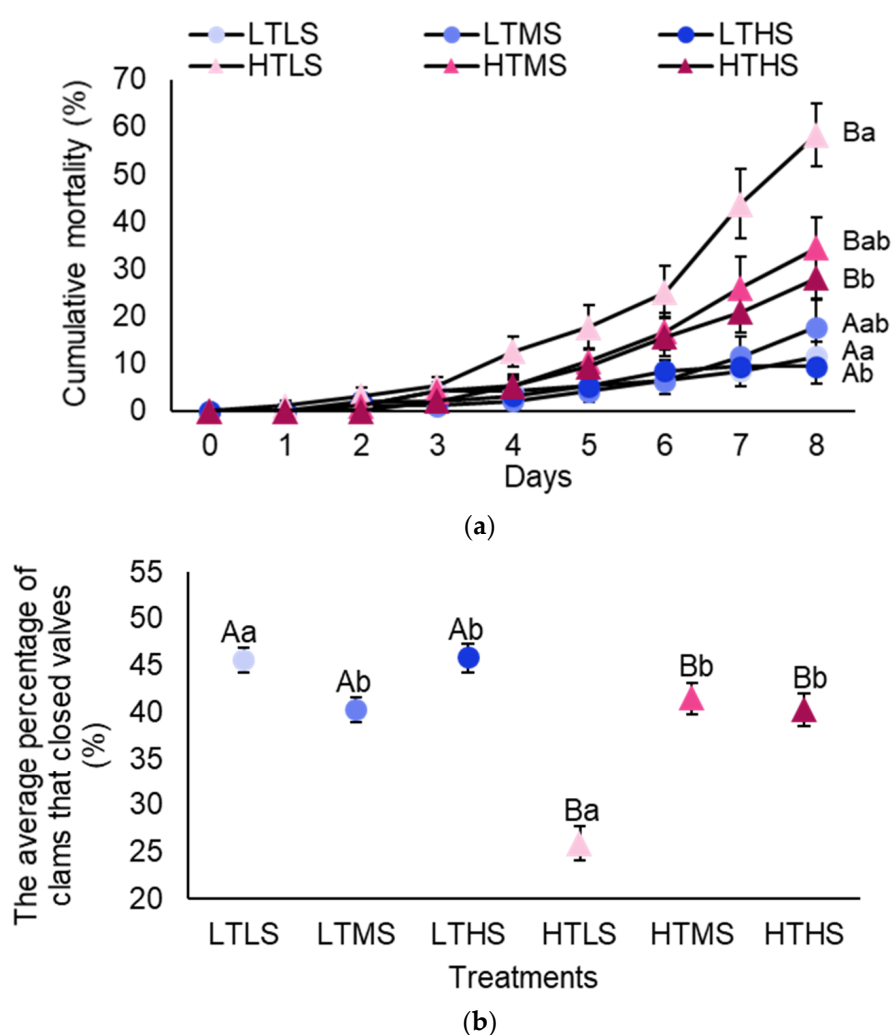 LTLS LTMS LTHS
HTLS HTMS HTHS
Cumulative mortality (%)
70
60
50
40
30
20
10
0
Ba
Bab
Bb
Aab
Aa
Ab
0 1 2 3 4 5 6 7 8
Days
(a)
The average percentage of
clams that closed valves
(%)
55
50
45
40
35
30
25
20
Aa
Ab
Ab
Ba
Bb
Bb
LTLS LTMS LTHS HTLS HTMS HTHS
Treatments
(b)